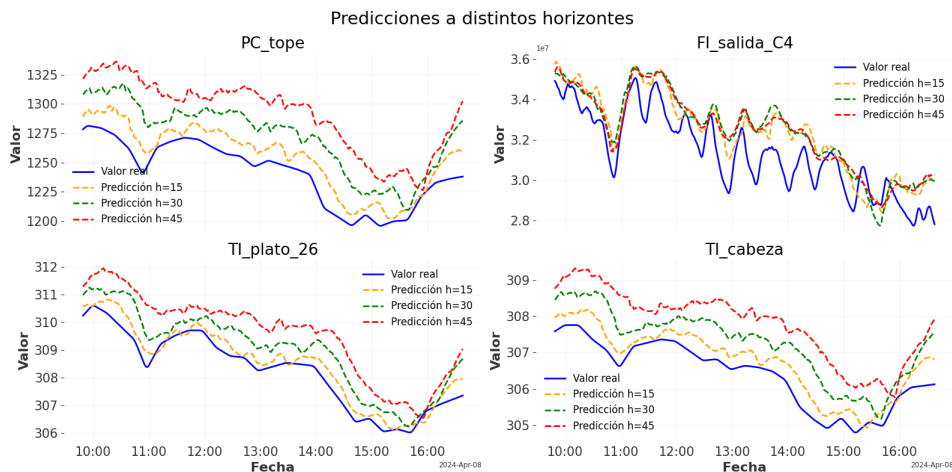 Predicciones a distintos horizontes
PC_tope
Valor
1325
1300
1275
1250
1225
1200
Valor real
Predicción h=15
Predicción h=30
Predicción h=45
FI_salida_C4
1e7
Valor
3.6
3.4
3.2
3.0
2.8
Valor real
Predicción h=15
Predicción h=30
Predicción h=45
TI_plato_26
Valor
312
311
310
309
308
307
306
Valor real
Predicción h=15
Predicción h=30
Predicción h=45
10:00 11:00 12:00 13:00 14:00 15:00 16:00
Fecha
2024-Apr-08
TI_cabeza
Valor
309
308
307
306
305
Valor real
Predicción h=15
Predicción h=30
Predicción h=45
10:00 11:00 12:00 13:00 14:00 15:00 16:00
Fecha
2024-Apr-08